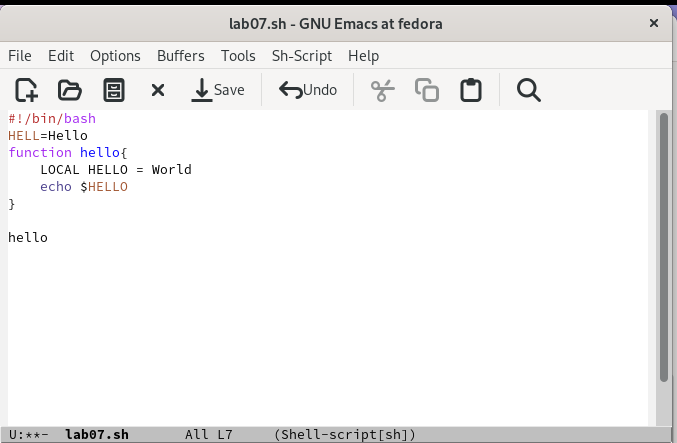 lab07.sh - GNU Emacs at fedora
File Edit Options Buffers Tools Sh-Script Help
Save Undo
#!/bin/bash
HELL=Hello
function hello{
    LOCAL HELLO = World
    echo $HELLO
}
hello
U:**-  lab07.sh       All L7     (Shell-script[sh])